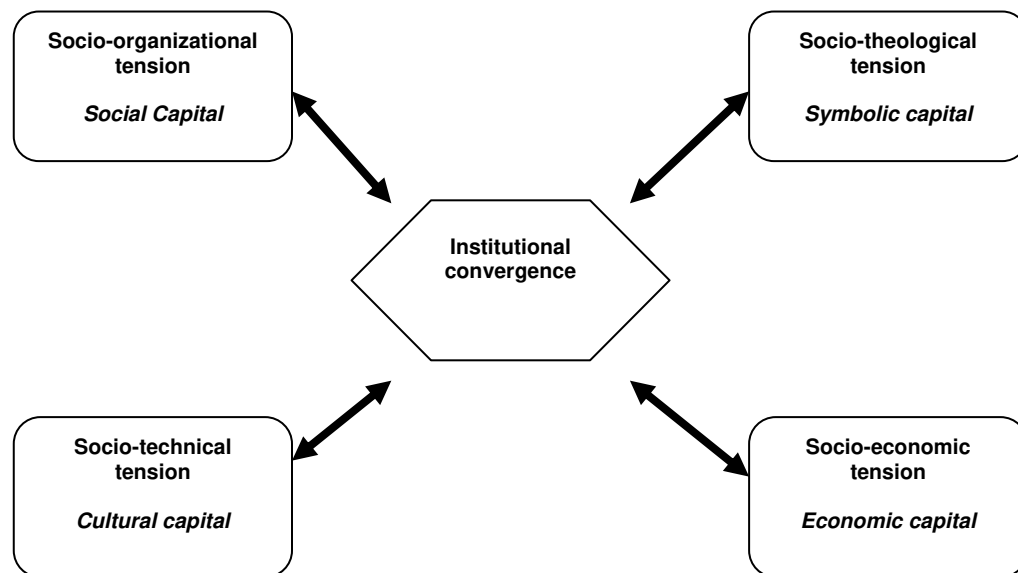 Socio-organizational
tension
Social Capital
Socio-theological
tension
Symbolic capital
Institutional
convergence
Socio-technical
tension
Cultural capital
Socio-economic
tension
Economic capital